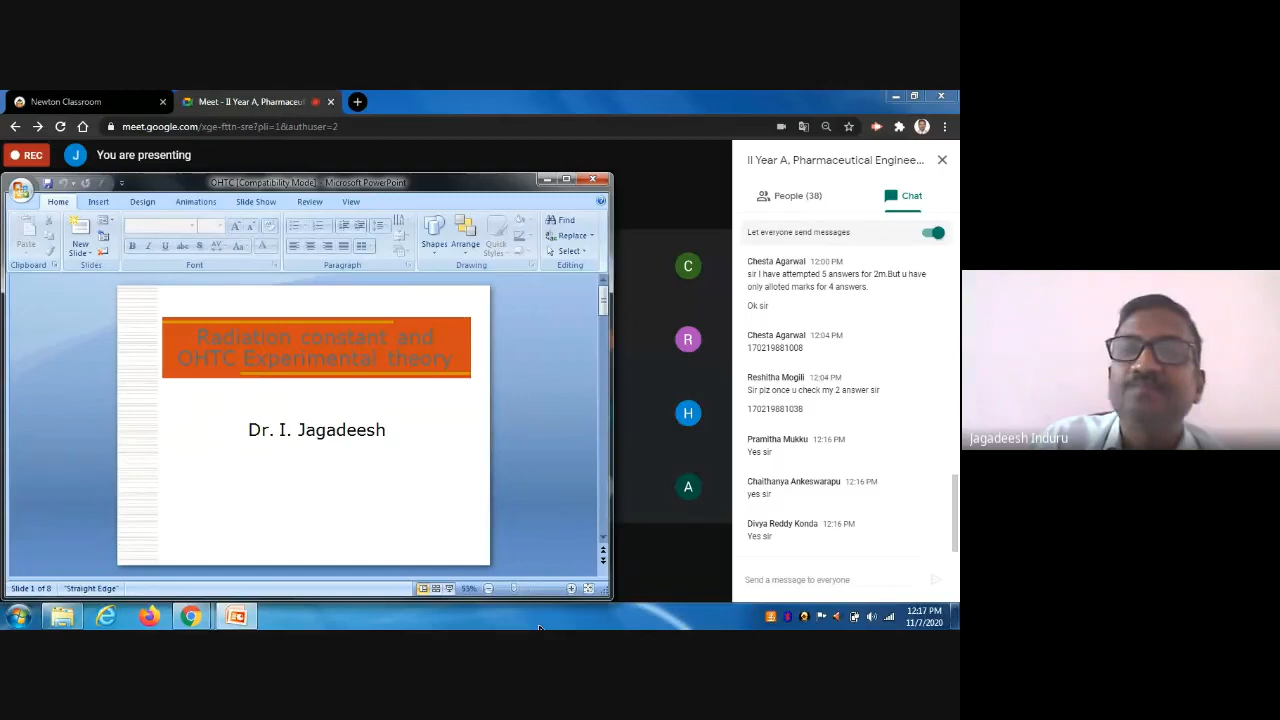 Newton Classroom
Meet - II Year A, Pharmaceut
meet.google.com/xge-fttn-sre?pli=1&authuser=2
REC
J
You are presenting
OHTC [Compatibility Mode] - Microsoft PowerPoint
Home
Insert
Design
Animations
Slide Show
Review
View
Paste
New
Slide
Shapes
Arrange
Quick
Styles
Find
Replace
Select
Clipboard
Slides
Font
Paragraph
Drawing
Editing
Radiation constant and
OHTC Experimental theory
Dr. I. Jagadeesh
Slide 1 of 8
"Straight Edge"
55%
C
R
H
A
II Year A, Pharmaceutical Enginee...
People (38)
Chat
Let everyone send messages
Chesta Agarwal 12:00 PM
sir I have attempted 5 answers for 2m.But u have
only alloted marks for 4 answers.
Ok sir
Chesta Agarwal 12:04 PM
170219881008
Reshitha Mogili 12:04 PM
Sir plz once u check my 2 answer sir
170219881038
Pramitha Mukku 12:16 PM
Yes sir
Chaithanya Ankeswarapu 12:16 PM
yes sir
Divya Reddy Konda 12:16 PM
Yes sir
Send a message to everyone
12:17 PM
11/7/2020
Jagadeesh Induru